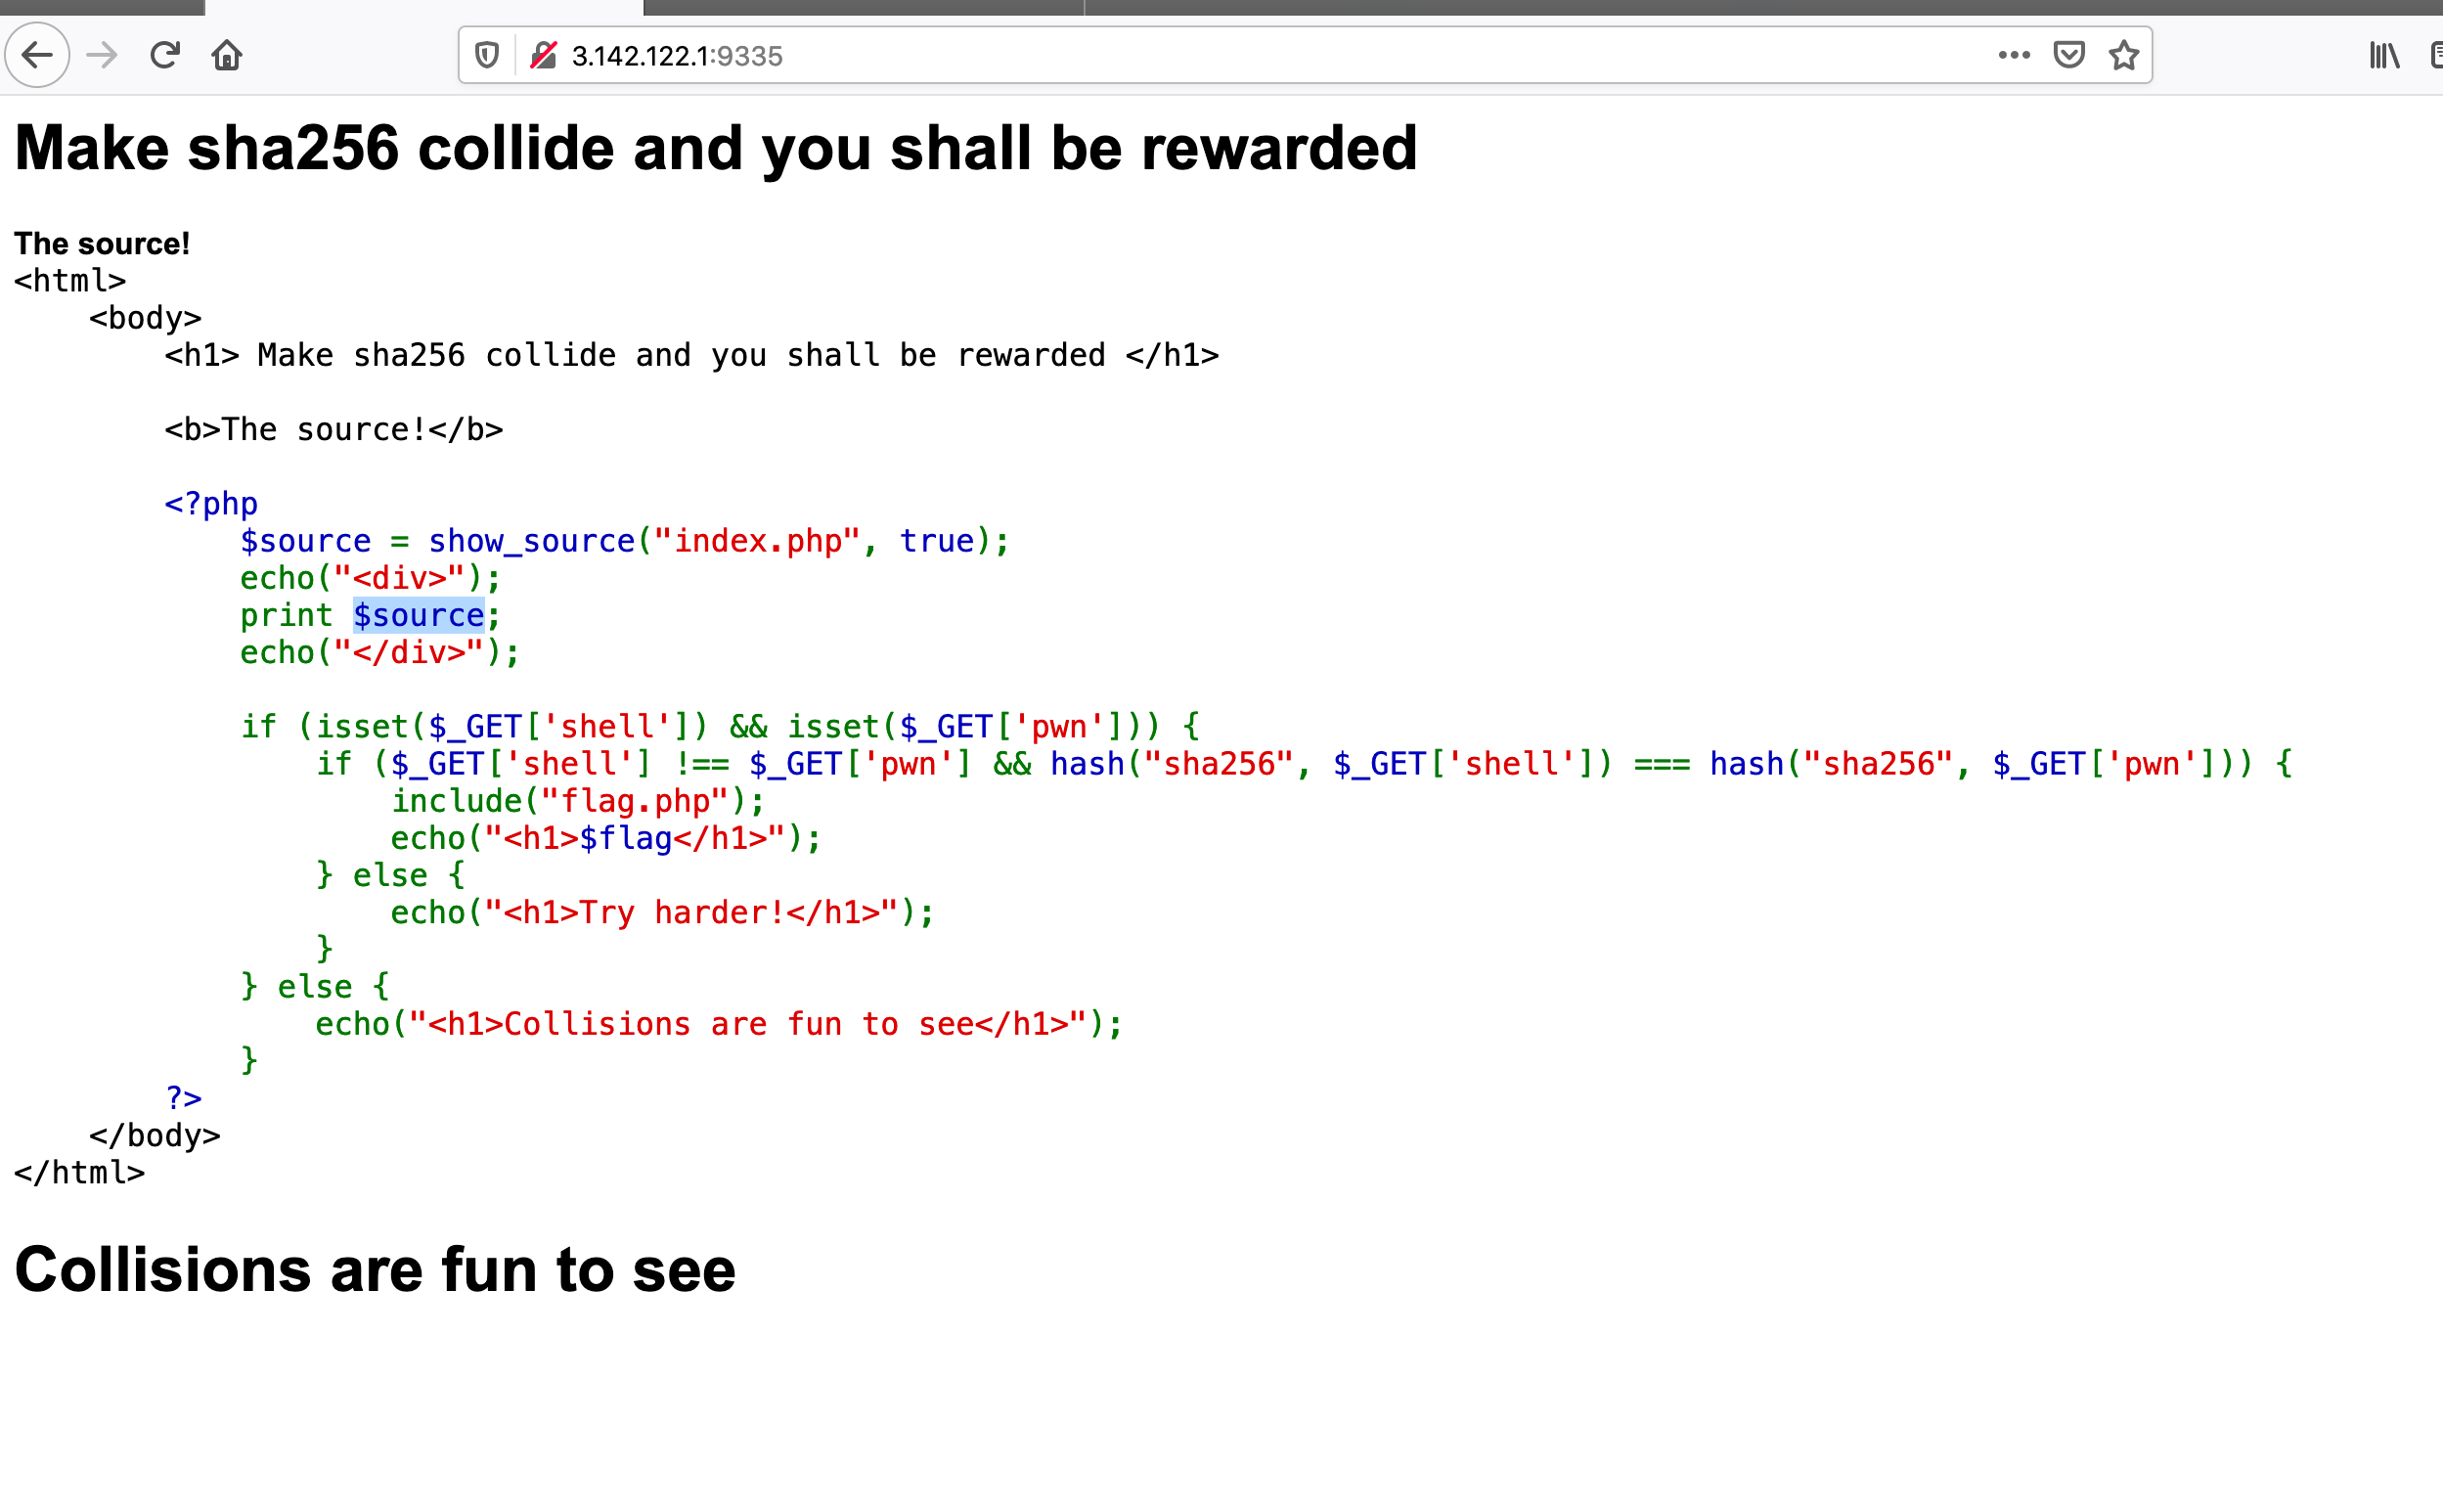 3.142.122.1:9335
Make sha256 collide and you shall be rewarded
The source!
<html>
    <body>
        <h1> Make sha256 collide and you shall be rewarded </h1>
        <b>The source!</b>
        <?php
            $source = show_source("index.php", true);
            echo("<div>");
            print $source;
            echo("</div>");
            if (isset($_GET['shell']) && isset($_GET['pwn'])) {
                if ($_GET['shell'] !== $_GET['pwn'] && hash("sha256", $_GET['shell']) === hash("sha256", $_GET['pwn'])) {
                    include("flag.php");
                    echo("<h1>$flag</h1>");
                } else {
                    echo("<h1>Try harder!</h1>");
                }
            } else {
                echo("<h1>Collisions are fun to see</h1>");
            }
        ?>
    </body>
</html>
Collisions are fun to see